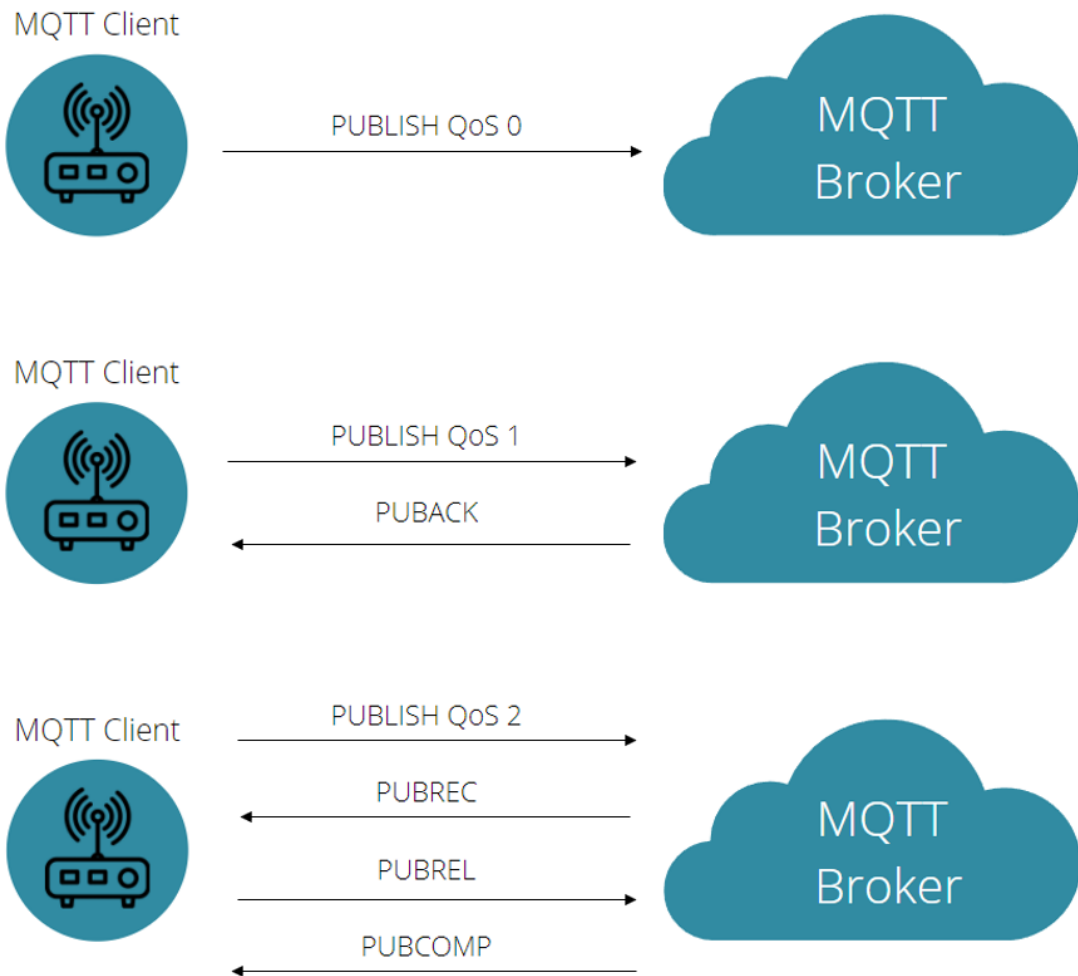 MQTT Client
PUBLISH QoS 0
MQTT
Broker
MQTT Client
PUBLISH QoS 1
PUBACK
MQTT
Broker
MQTT Client
PUBLISH QoS 2
PUBREC
PUBREL
PUBCOMP
MQTT
Broker